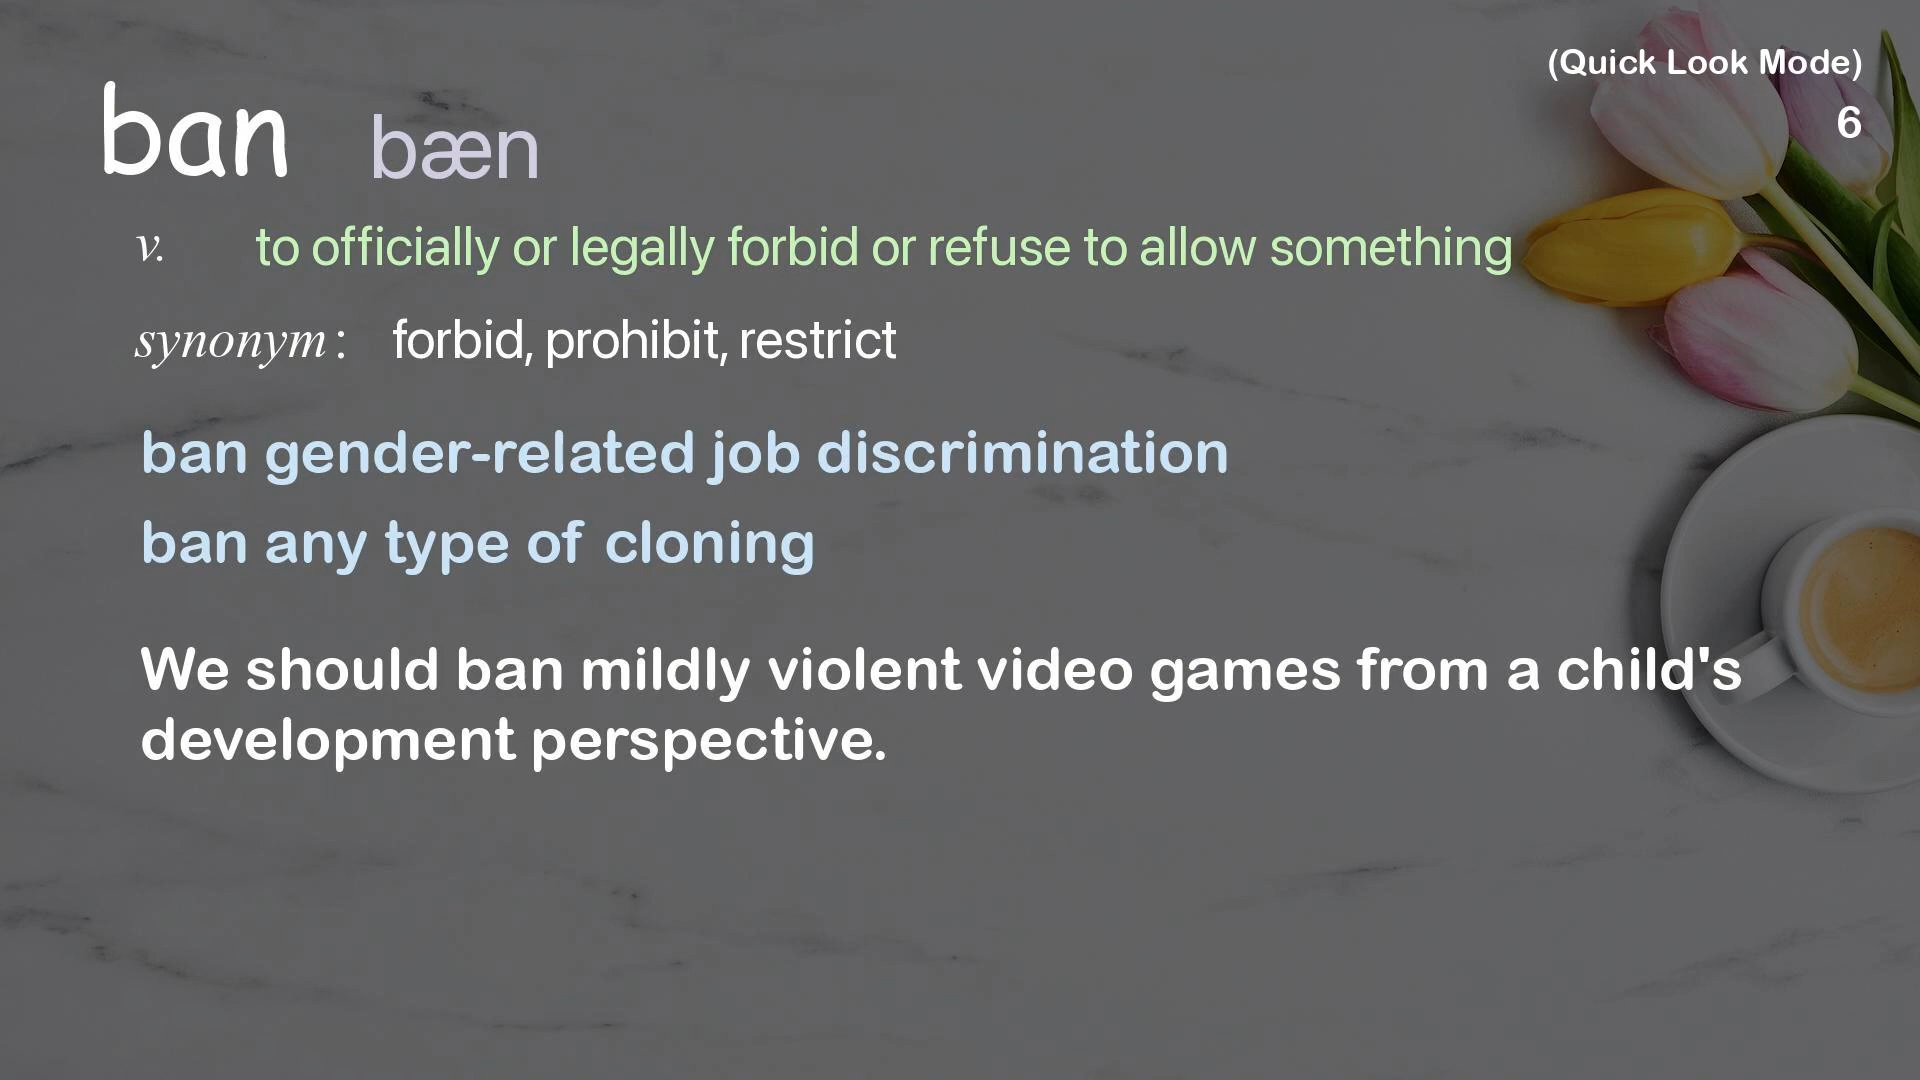 (Quick Look Mode)
6
ban bæn
v. to officially or legally forbid or refuse to allow something
synonym : forbid, prohibit, restrict
ban gender-related job discrimination
ban any type of cloning
We should ban mildly violent video games from a child's
development perspective.